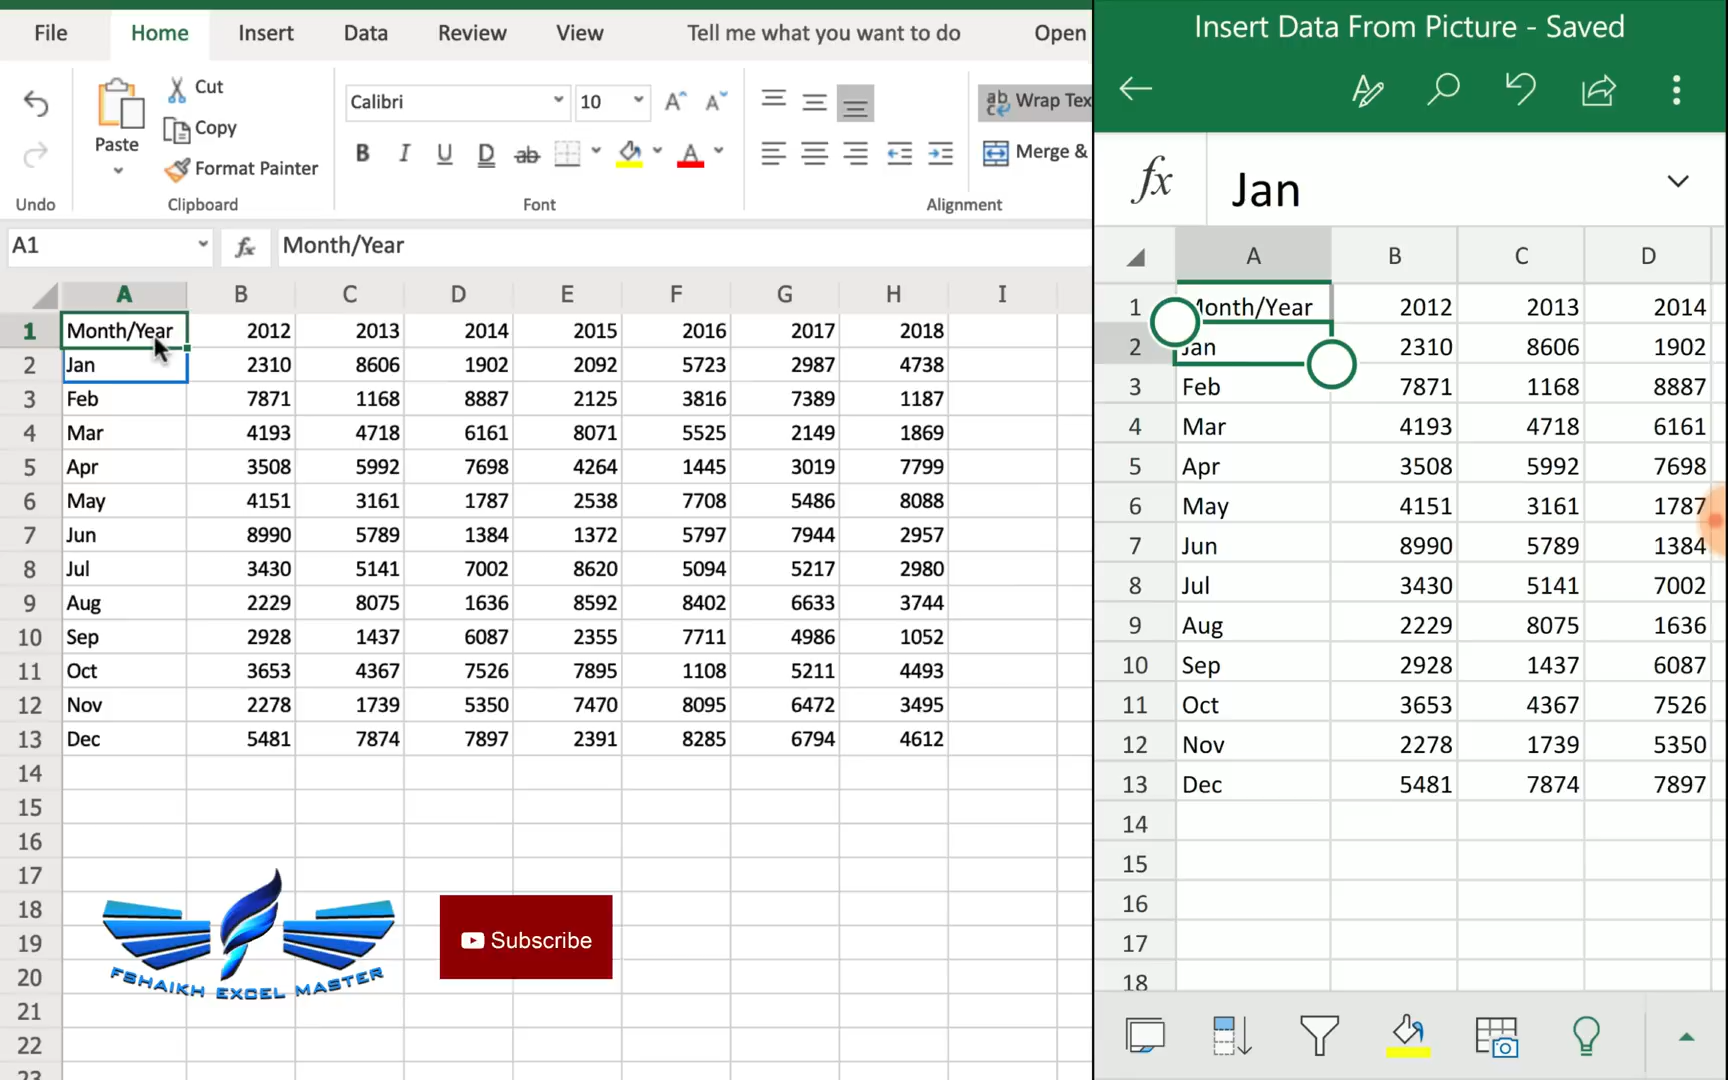 File Home Insert Data Review View Tell me what you want to do Open
Cut
Copy
Paste
Format Painter
Calibri 10
B I U D ab
A
ab Wrap Tex
Merge &
Undo Clipboard Font Alignment
A1 fx Month/Year
A B C D E F G H I
1 Month/Year 2012 2013 2014 2015 2016 2017 2018
2 Jan 2310 8606 1902 2092 5723 2987 4738
3 Feb 7871 1168 8887 2125 3816 7389 1187
4 Mar 4193 4718 6161 8071 5525 2149 1869
5 Apr 3508 5992 7698 4264 1445 3019 7799
6 May 4151 3161 1787 2538 7708 5486 8088
7 Jun 8990 5789 1384 1372 5797 7944 2957
8 Jul 3430 5141 7002 8620 5094 5217 2980
9 Aug 2229 8075 1636 8592 8402 6633 3744
10 Sep 2928 1437 6087 2355 7711 4986 1052
11 Oct 3653 4367 7526 7895 1108 5211 4493
12 Nov 2278 1739 5350 7470 8095 6472 3495
13 Dec 5481 7874 7897 2391 8285 6794 4612
14
15
16
17
18
19
20
21
22
23
FSHAIKH EXCEL MASTER
Subscribe
Insert Data From Picture - Saved
fx Jan
A B C D
1 Month/Year 2012 2013 2014
2 Jan 2310 8606 1902
3 Feb 7871 1168 8887
4 Mar 4193 4718 6161
5 Apr 3508 5992 7698
6 May 4151 3161 1787
7 Jun 8990 5789 1384
8 Jul 3430 5141 7002
9 Aug 2229 8075 1636
10 Sep 2928 1437 6087
11 Oct 3653 4367 7526
12 Nov 2278 1739 5350
13 Dec 5481 7874 7897
14
15
16
17
18